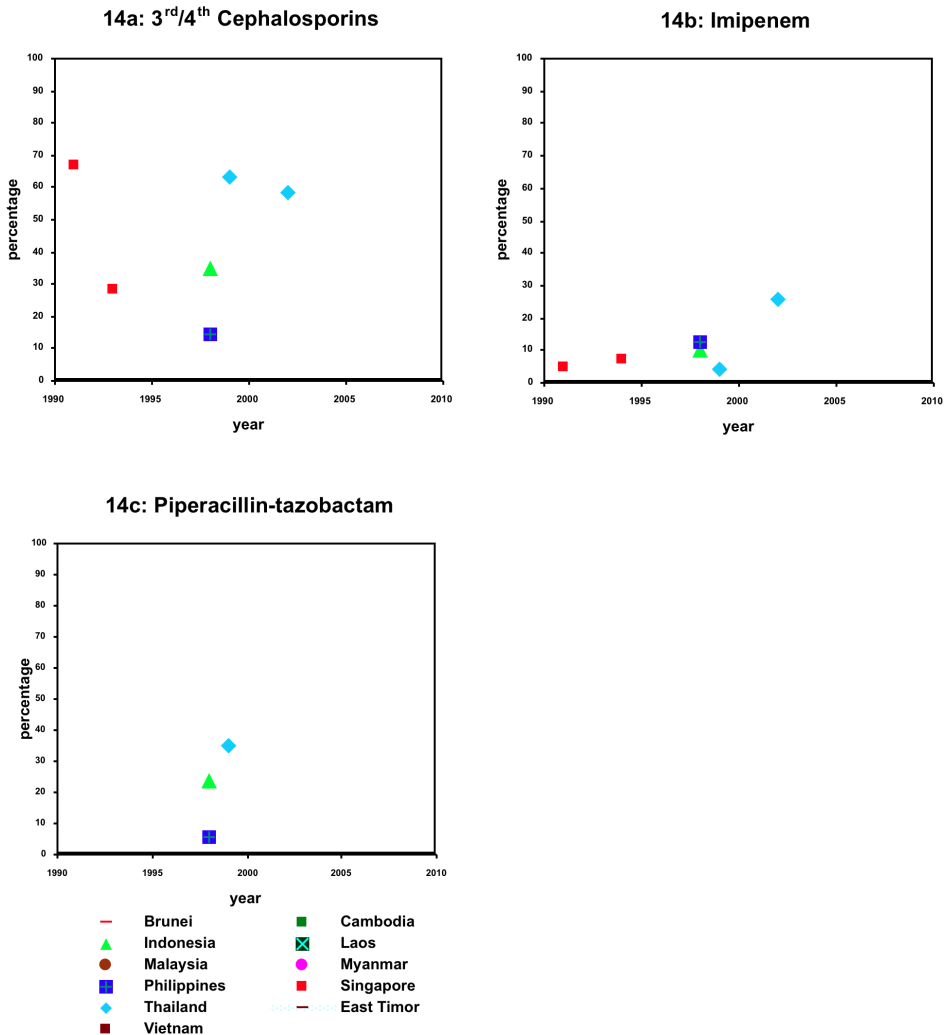 14a: 3rd/4th Cephalosporins
100
90
80
70
60
50
40
30
20
10
0
percentage
1990 1995 2000 2005 2010
year
14b: Imipenem
100
90
80
70
60
50
40
30
20
10
0
percentage
1990 1995 2000 2005 2010
year
14c: Piperacillin-tazobactam
100
90
80
70
60
50
40
30
20
10
0
percentage
1990 1995 2000 2005 2010
year
Brunei Cambodia
Indonesia Laos
Malaysia Myanmar
Philippines Singapore
Thailand East Timor
Vietnam